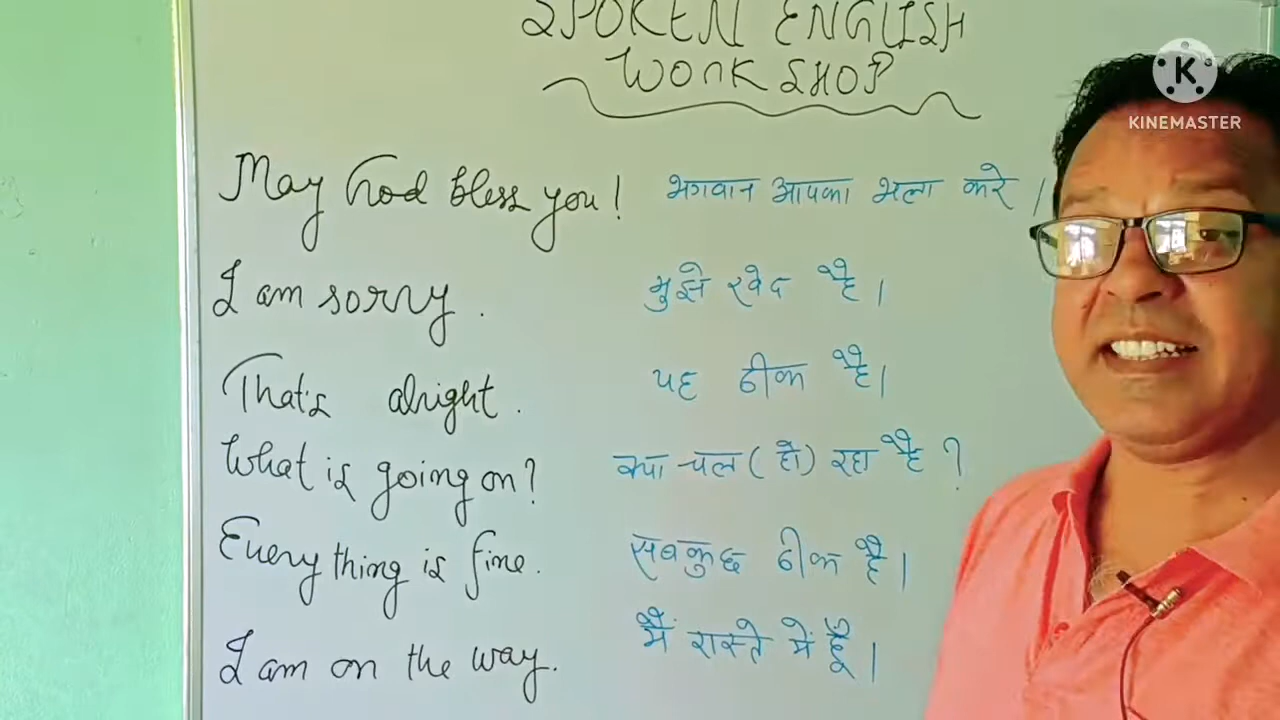 SPOKEN ENGLISH
WORKSHOP
KINEMASTER
May God bless you! भगवान आपका भला करे।
I am sorry. मुझे खेद है।
That's alright. यह ठीक है।
What is going on? क्या चल (हो) रहा है?
Everything is fine. सबकुछ ठीक है।
I am on the way. मैं रास्ते में हूँ।